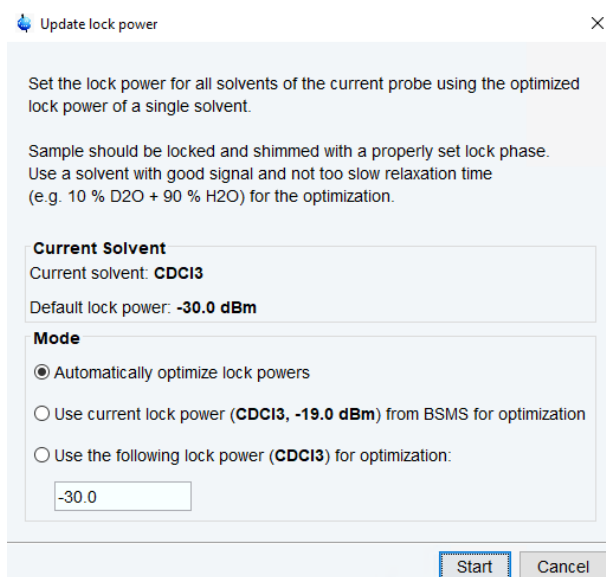 Update lock power
Set the lock power for all solvents of the current probe using the optimized
lock power of a single solvent.
Sample should be locked and shimmed with a properly set lock phase.
Use a solvent with good signal and not too slow relaxation time
(e.g. 10 % D2O + 90 % H2O) for the optimization.
Current Solvent
Current solvent: CDCl3
Default lock power: -30.0 dBm
Mode
Automatically optimize lock powers
Use current lock power (CDCl3, -19.0 dBm) from BSMS for optimization
Use the following lock power (CDCl3) for optimization:
-30.0
Start Cancel